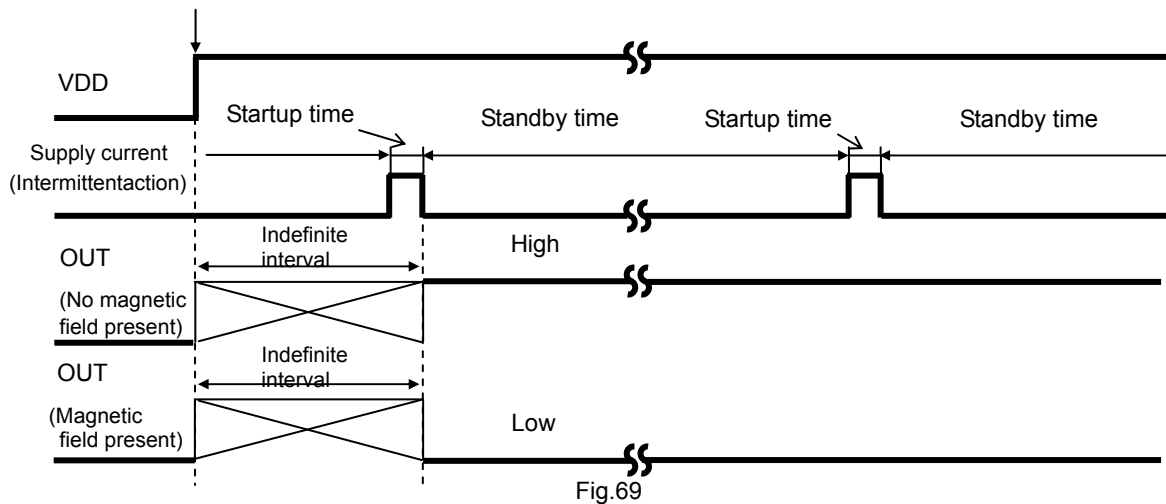 VDD
Startup time
Standby time
Startup time
Standby time
Supply current
(Intermittentaction)
Indefinite
interval
High
OUT
(No magnetic
field present)
Indefinite
interval
OUT
(Magnetic
field present)
Low
Fig.69